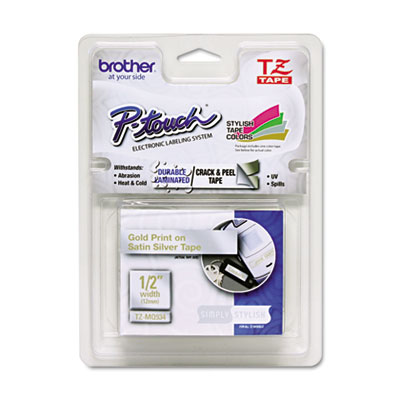 brother
at your side
TZ
TAPE
P-touch
ELECTRONIC LABELING SYSTEM
STYLISH
TAPE
COLORS
Withstands:
• Abrasion
• Heat & Cold
DURABLE
LAMINATED
CRACK & PEEL
TAPE
• UV
• Spills
Gold Print on
Satin Silver Tape
1/2"
width
(12mm)
TZ-MQ934
SIMPLY STYLISH